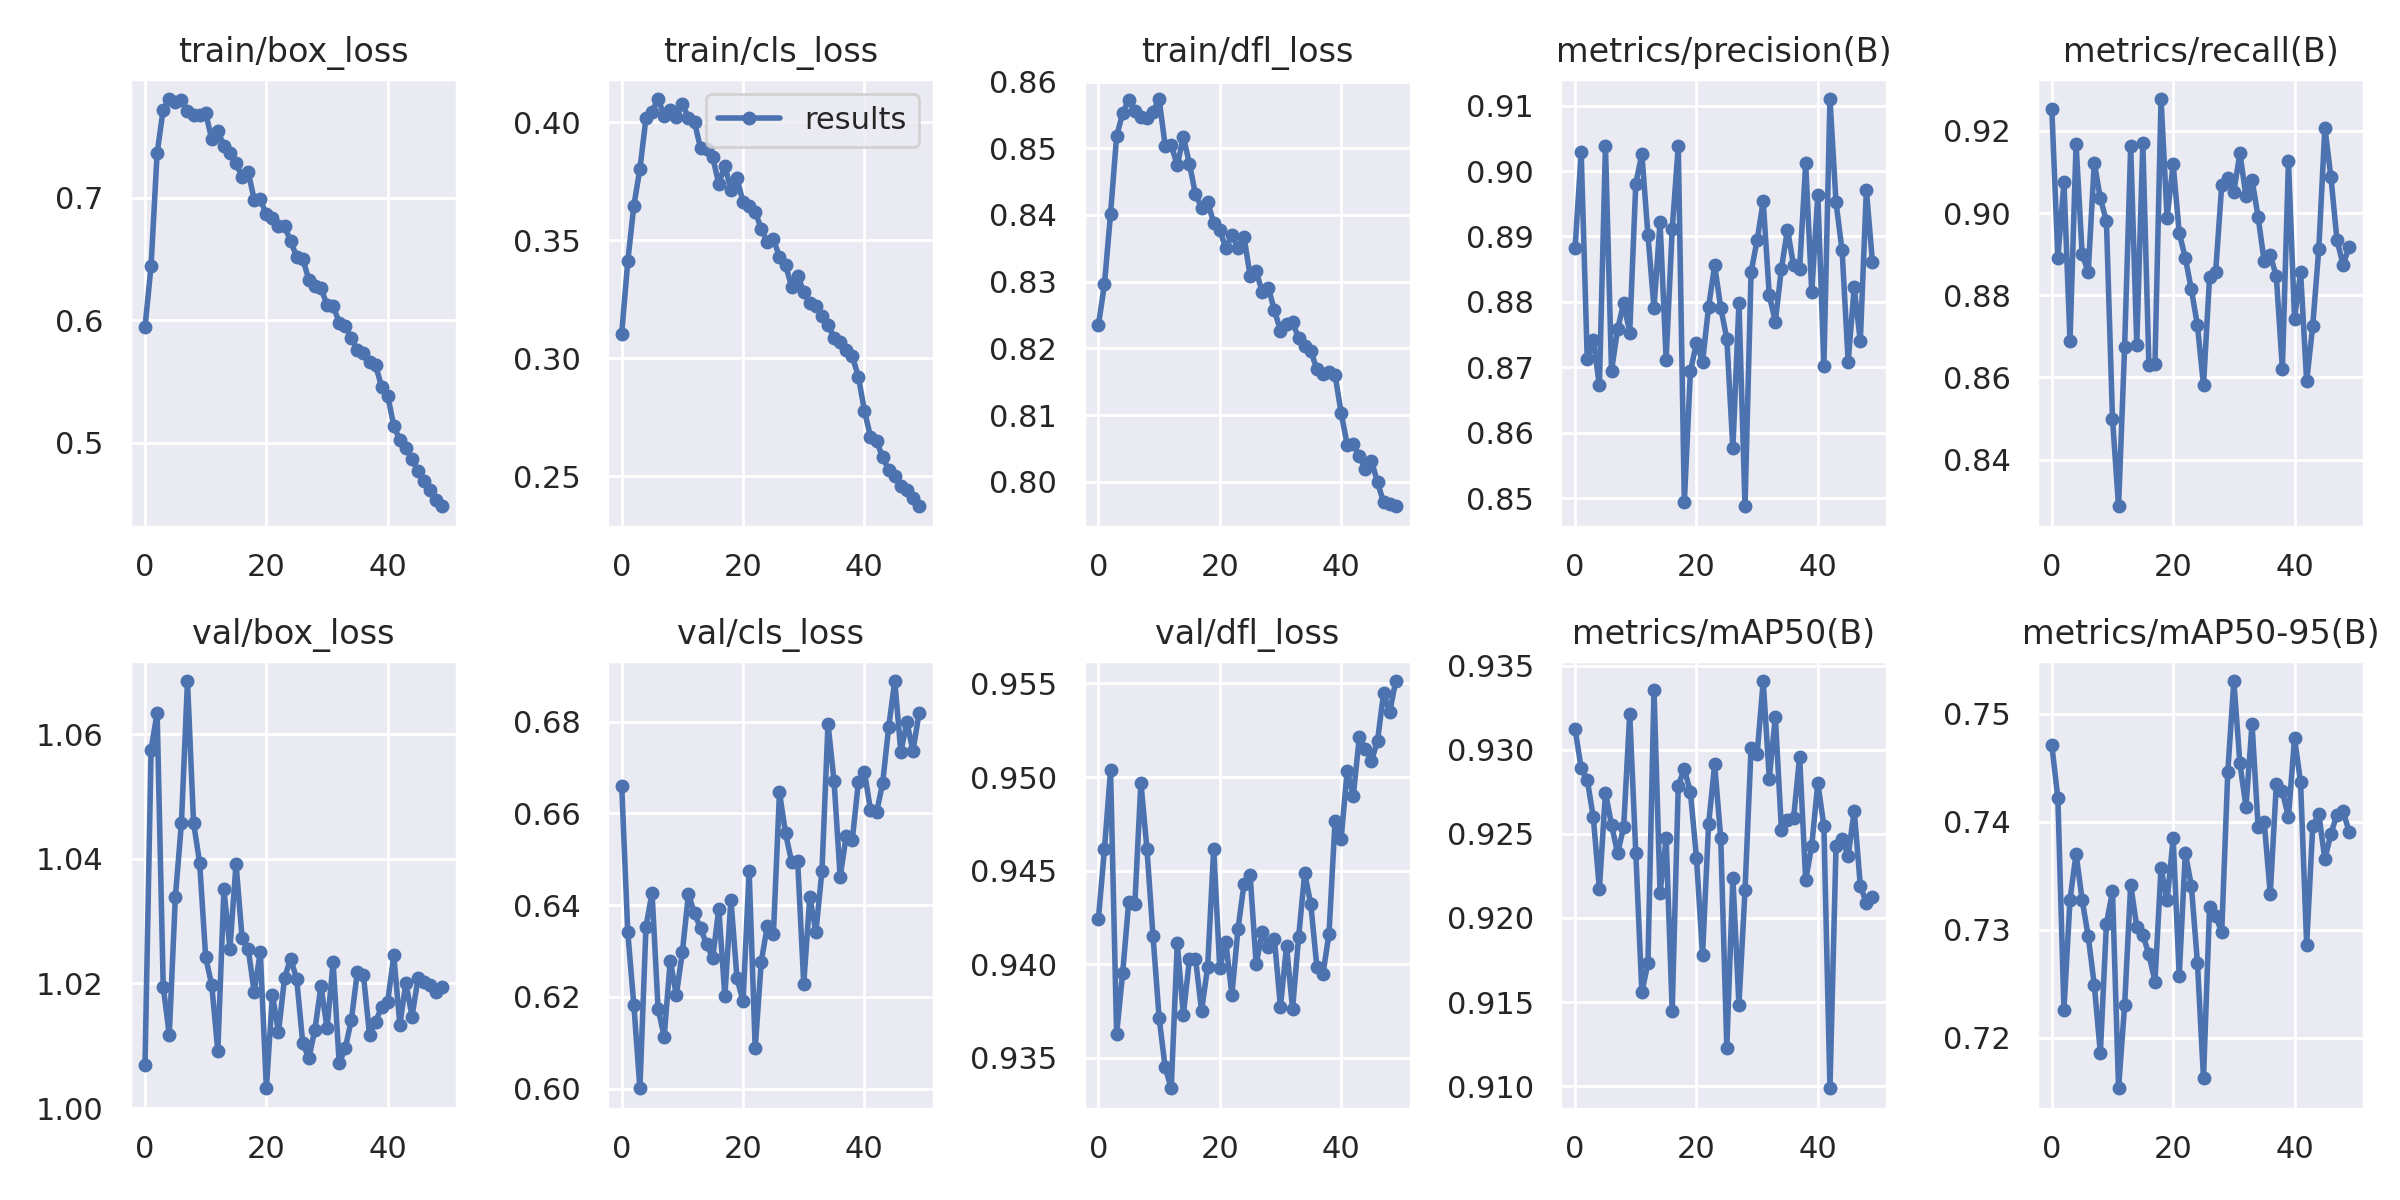 train/box_loss
0.7
0.6
0.5
0 20 40
train/cls_loss
results
0.40
0.35
0.30
0.25
0 20 40
train/dfl_loss
0.86
0.85
0.84
0.83
0.82
0.81
0.80
0 20 40
metrics/precision(B)
0.91
0.90
0.89
0.88
0.87
0.86
0.85
0 20 40
metrics/recall(B)
0.92
0.90
0.88
0.86
0.84
0 20 40
val/box_loss
1.06
1.04
1.02
1.00
0 20 40
val/cls_loss
0.68
0.66
0.64
0.62
0.60
0 20 40
val/dfl_loss
0.955
0.950
0.945
0.940
0.935
0 20 40
metrics/mAP50(B)
0.935
0.930
0.925
0.920
0.915
0.910
0 20 40
metrics/mAP50-95(B)
0.75
0.74
0.73
0.72
0 20 40